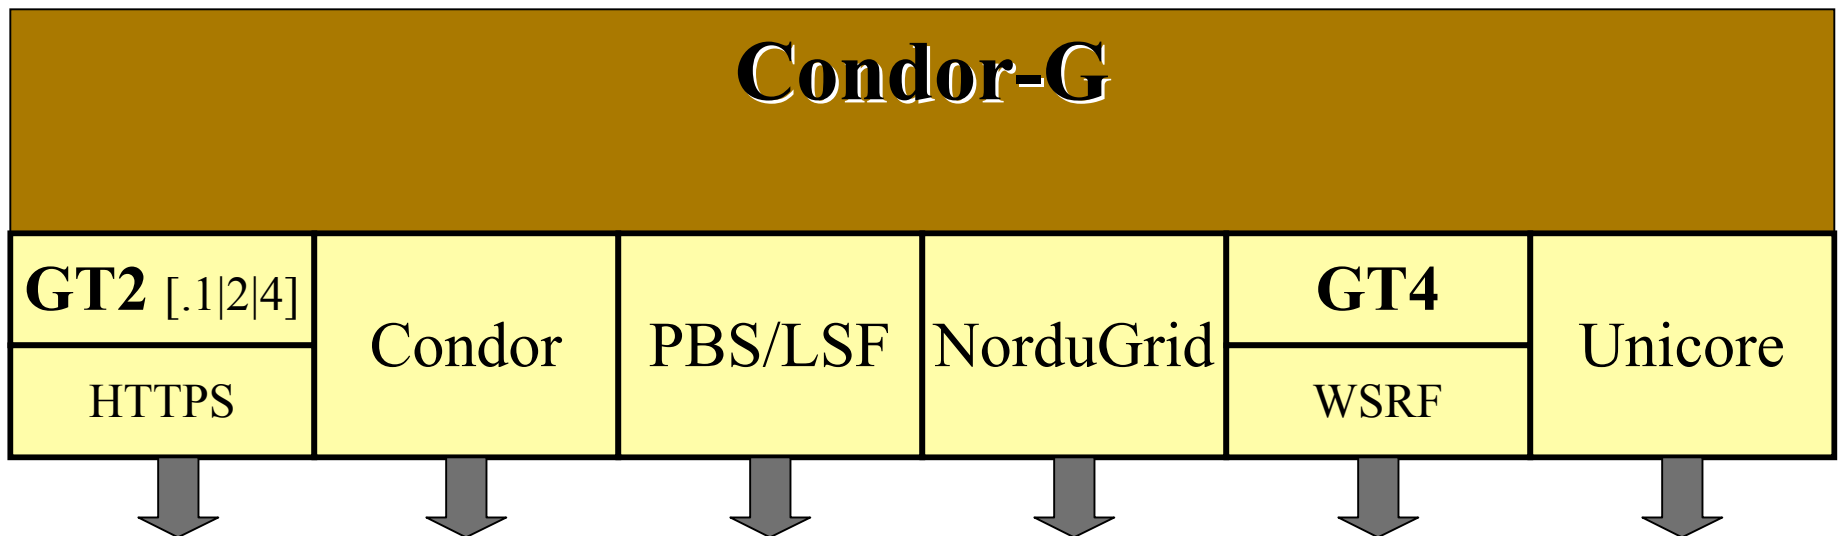 Condor-G
GT2 [.1|2|4]
HTTPS
Condor
PBS/LSF
NorduGrid
GT4
WSRF
Unicore